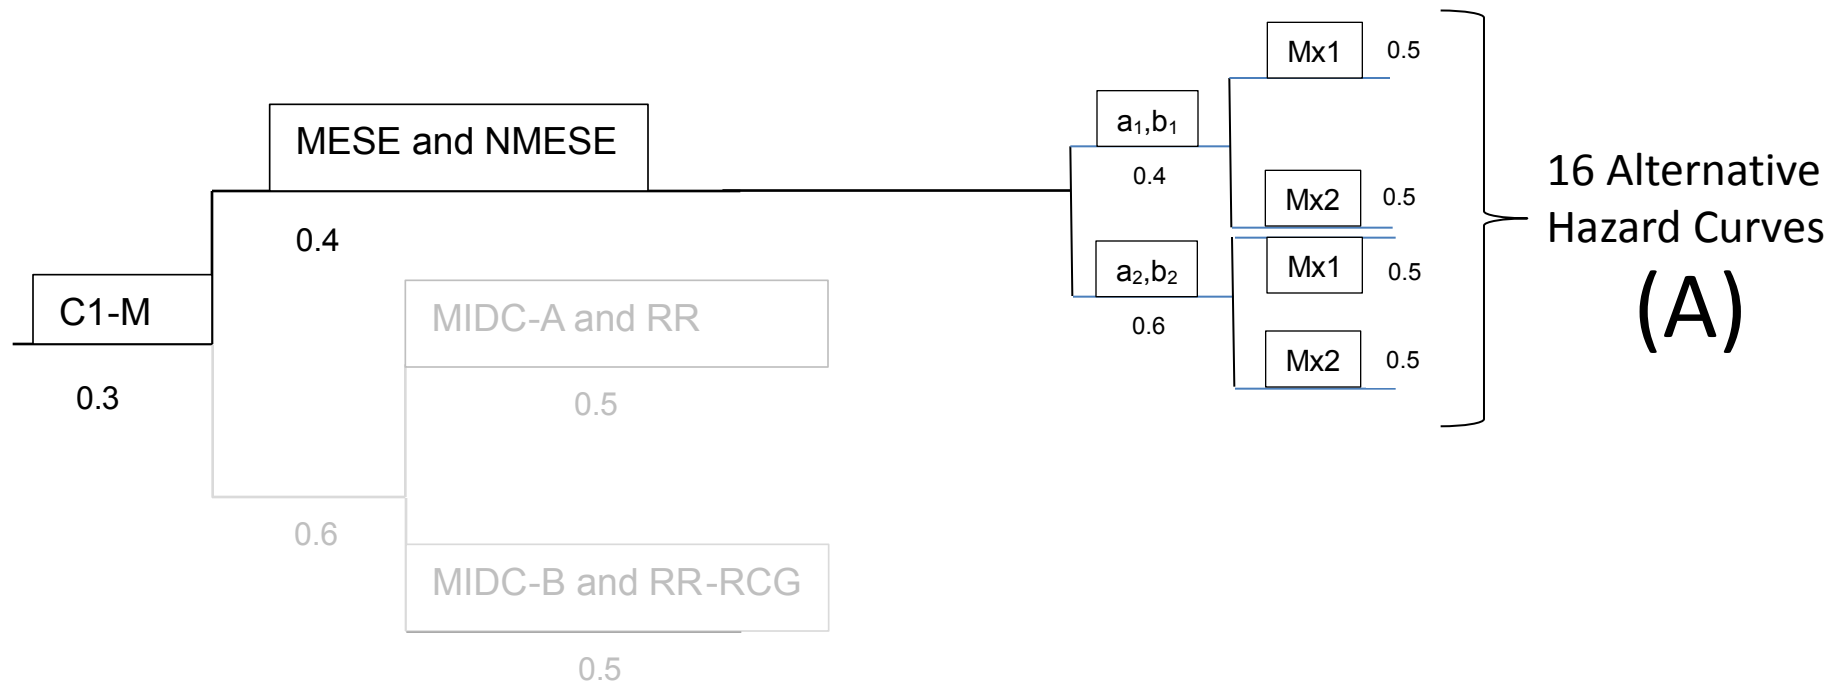 Mx1
0.5
a₁,b₁
0.4
Mx2
0.5
MESE and NMESE
0.4
16 Alternative
Hazard Curves
(A)
a₂,b₂
0.6
Mx1
0.5
Mx2
0.5
C1-M
0.3
MIDC-A and RR
0.5
0.6
MIDC-B and RR-RCG
0.5